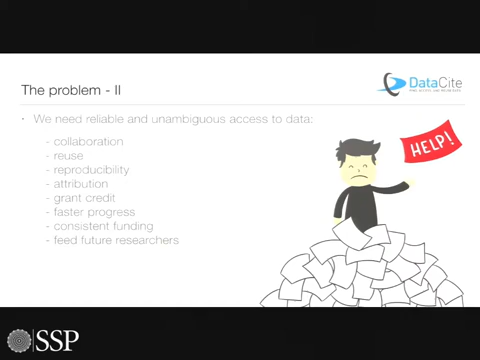 The problem - II
DataCite
· We need reliable and unambiguous access to data:
- collaboration
- reuse
- reproducibility
- attribution
- grant credit
- faster progress
- consistent funding
- feed future researchers
HELP!
SSP